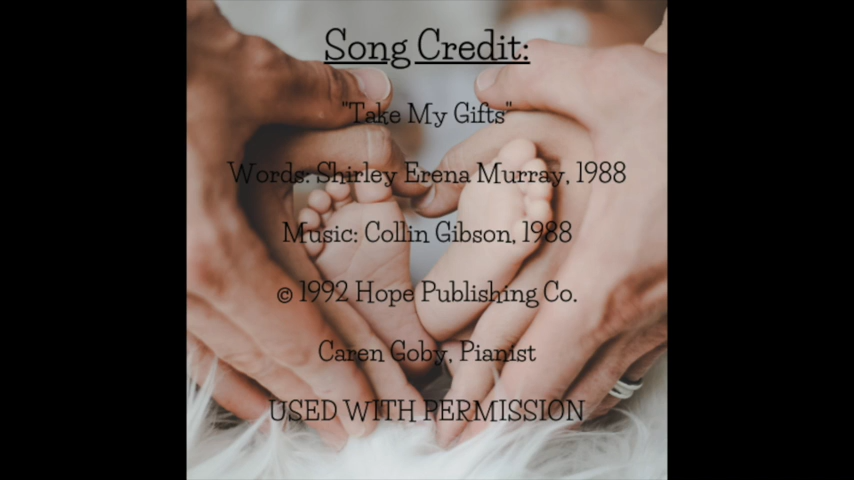 Song Credit:
"Take My Gifts"
Words: Shirley Erena Murray, 1988
Music: Collin Gibson, 1988
© 1992 Hope Publishing Co.
Caren Goby, Pianist
USED WITH PERMISSION